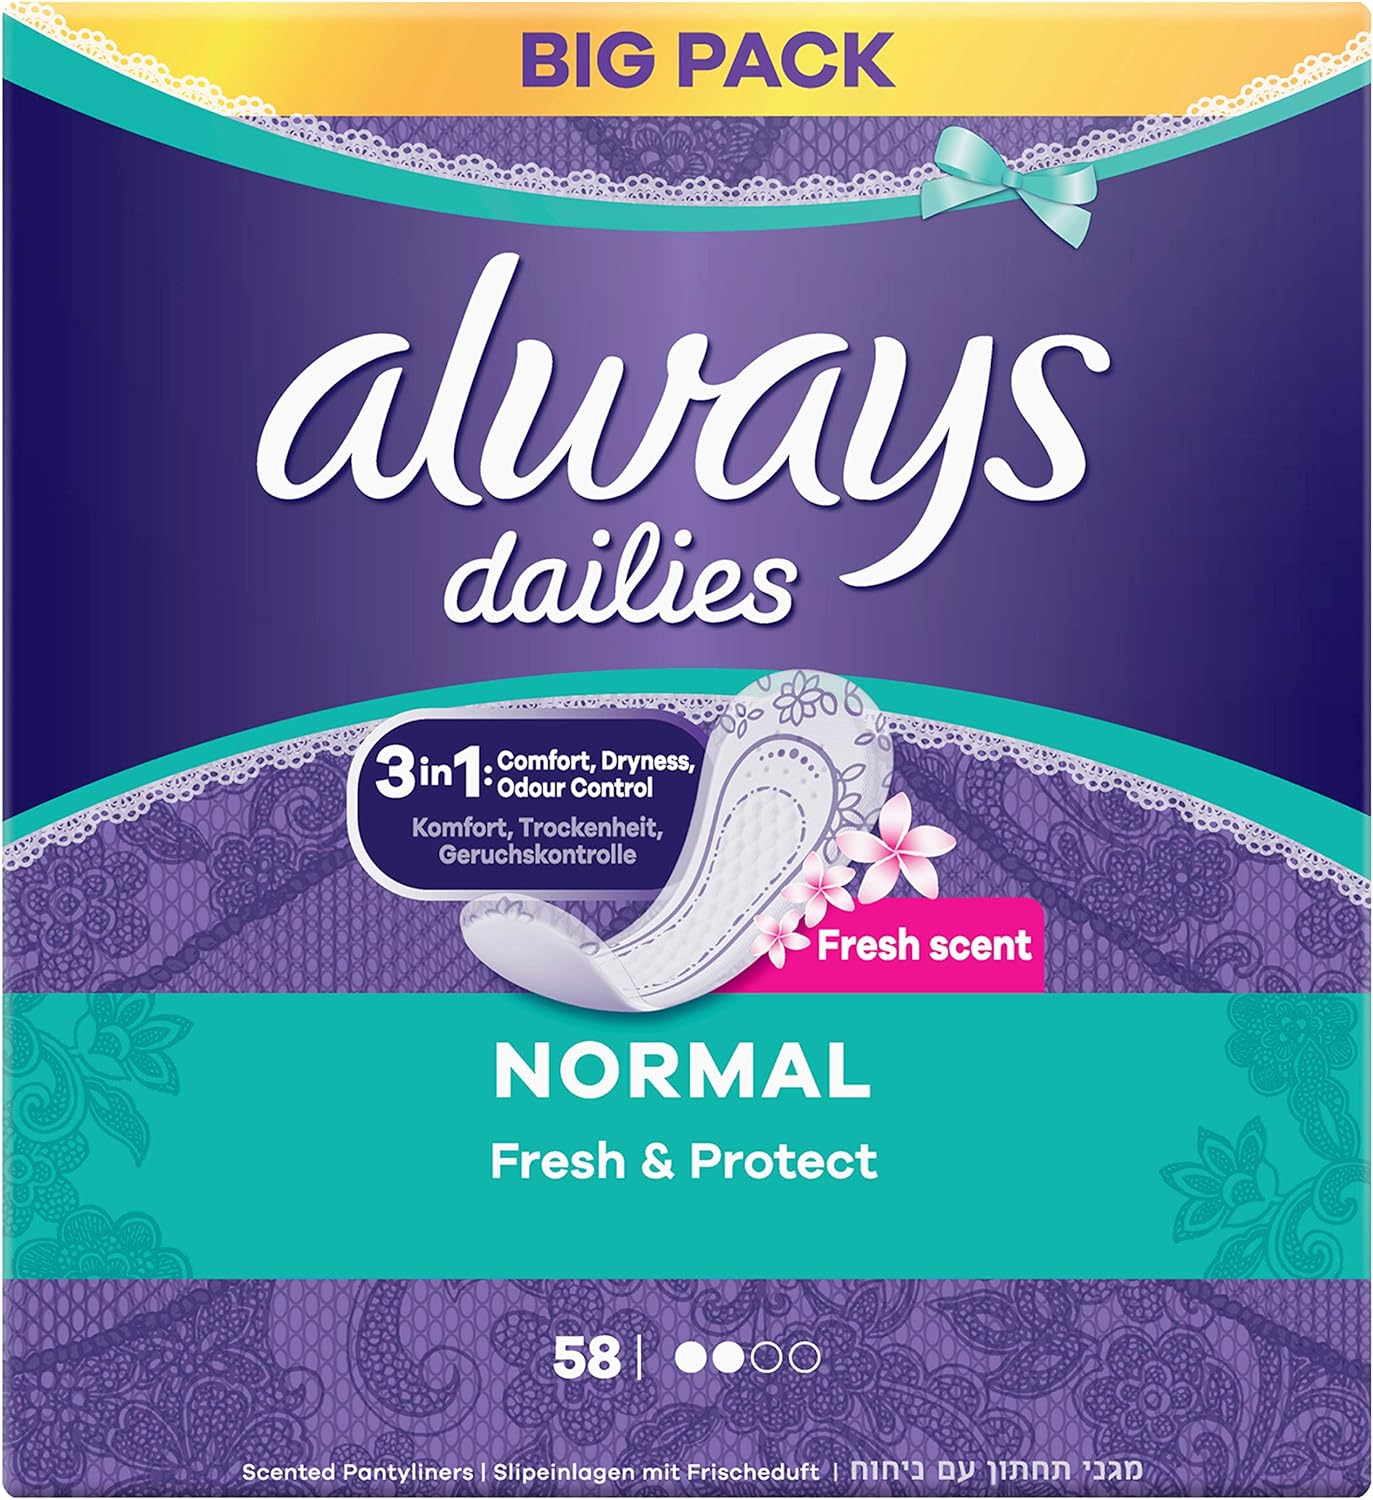 BIG PACK
always
dailies
3in1: Comfort, Dryness,
Odour Control
Komfort, Trockenheit,
Geruchskontrolle
Fresh scent
NORMAL
Fresh & Protect
58 |
Scented Pantyliners | Slipeinlagen mit Frischeduft | מגני תחתון עם ניחוח